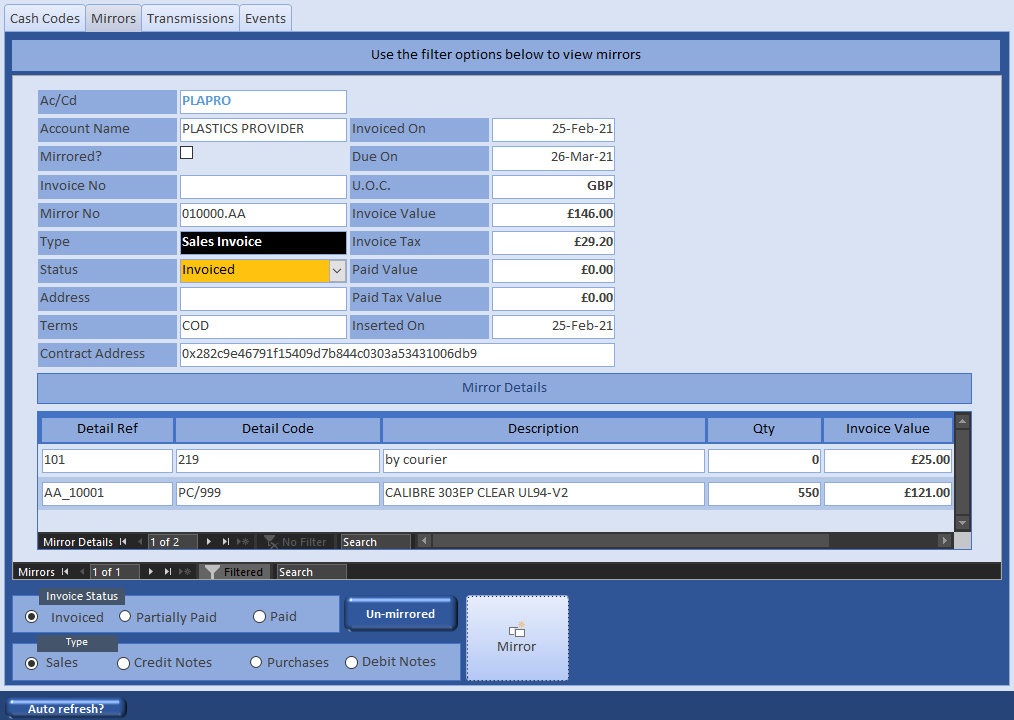 Cash Codes Mirrors Transmissions Events
Use the filter options below to view mirrors
Ac/Cd PLAPRO
Account Name PLASTICS PROVIDER Invoiced On 25-Feb-21
Mirrored? Due On 26-Mar-21
Invoice No U.O.C. GBP
Mirror No 010000.AA Invoice Value £146.00
Type Sales Invoice Invoice Tax £29.20
Status Invoiced Paid Value £0.00
Address Paid Tax Value £0.00
Terms COD Inserted On 25-Feb-21
Contract Address 0x282c9e46791f15409d7b844c0303a53431006db9
Mirror Details
Detail Ref Detail Code Description Qty Invoice Value
101 219 by courier 0 £25.00
AA_10001 PC/999 CALIBRE 303EP CLEAR UL94-V2 550 £121.00
Mirror Details 1 of 2 No Filter Search
Mirrors 1 of 1 Filtered Search
Invoice Status
Invoiced Partially Paid Paid Un-mirrored
Type
Sales Credit Notes Purchases Debit Notes Mirror
Auto refresh?